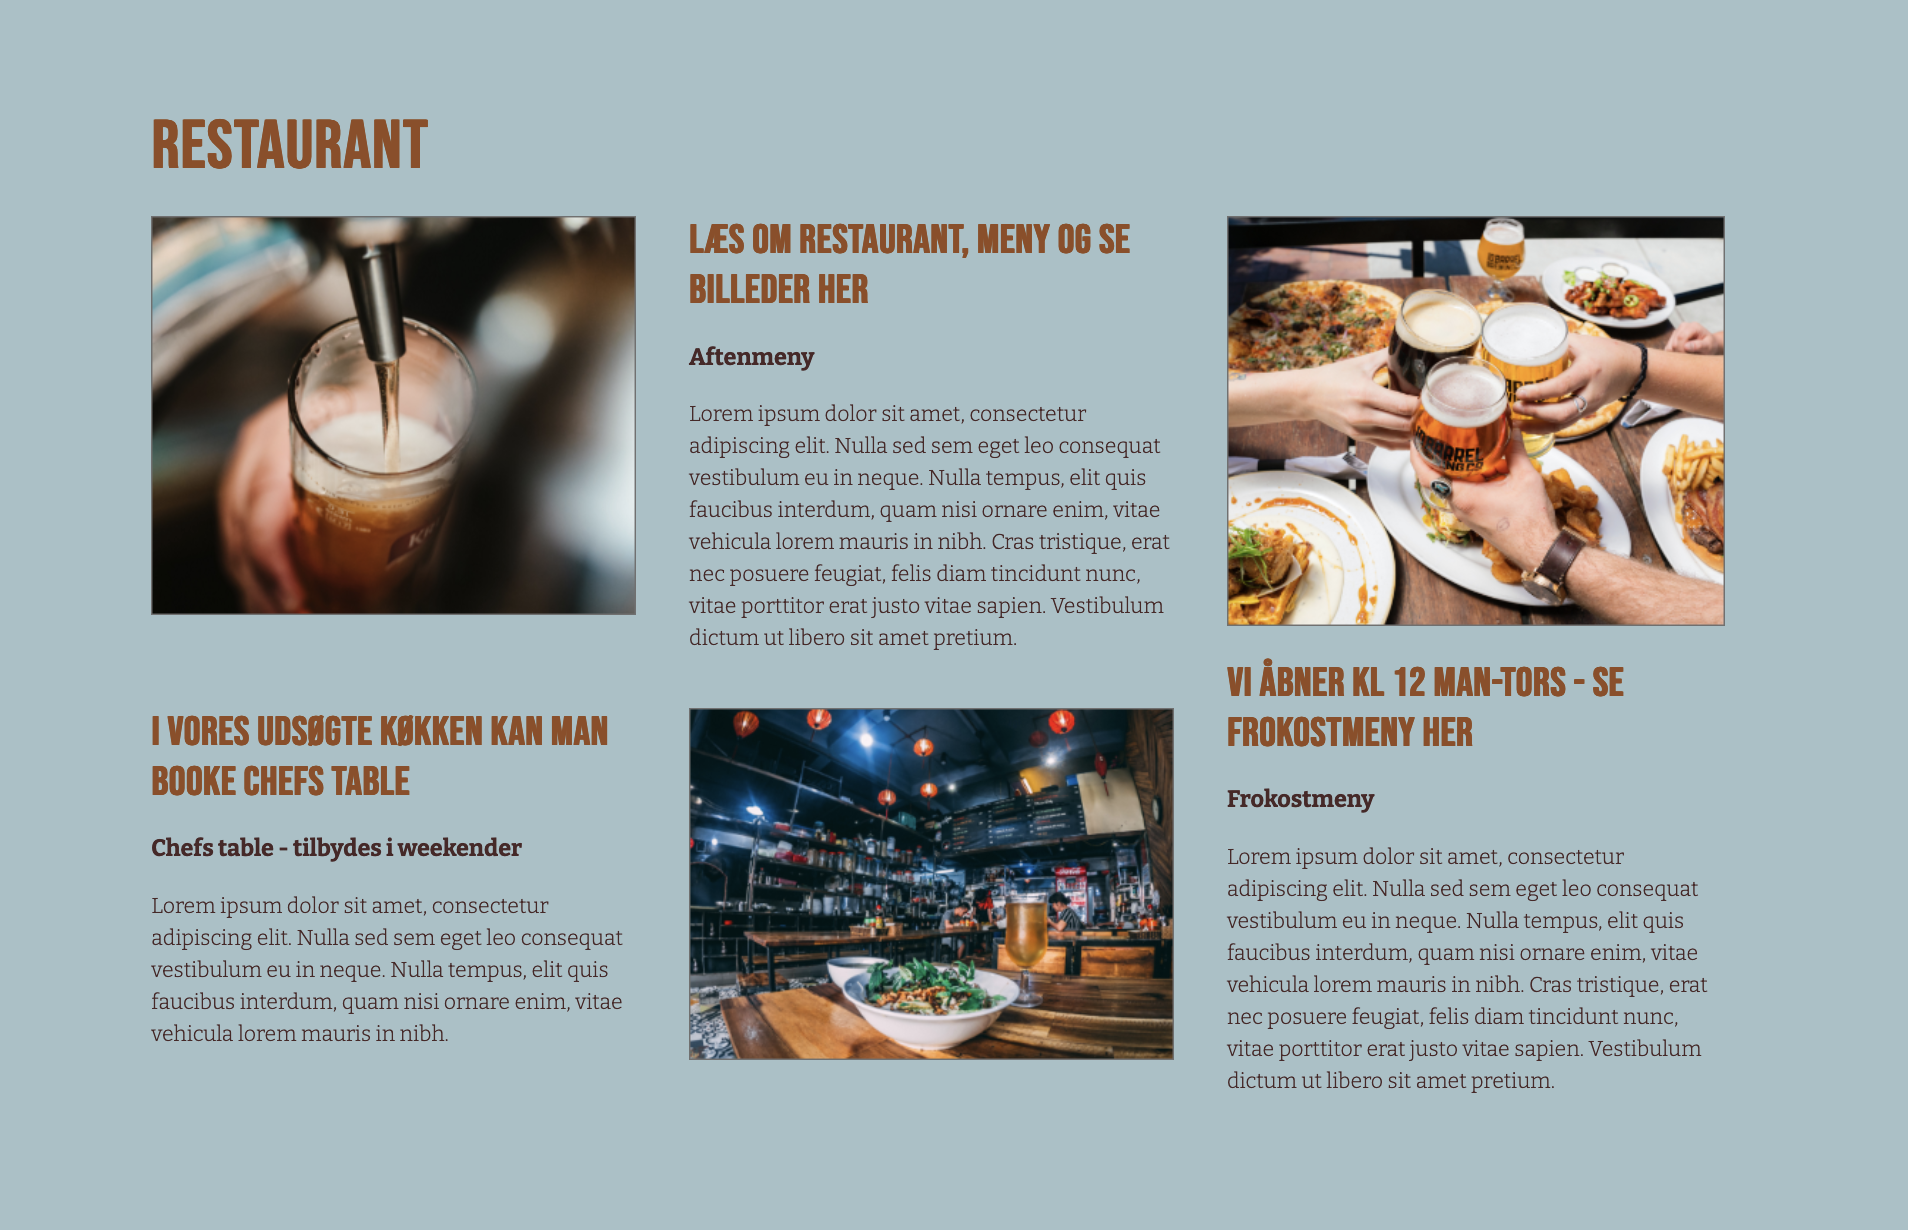 RESTAURANT
I VORES UDSØGTE KØKKEN KAN MAN
BOOKE CHEFS TABLE
Chefs table - tilbydes i weekender
Lorem ipsum dolor sit amet, consectetur
adipiscing elit. Nulla sed sem eget leo consequat
vestibulum eu in neque. Nulla tempus, elit quis
faucibus interdum, quam nisi ornare enim, vitae
vehicula lorem mauris in nibh.
LÆS OM RESTAURANT, MENY OG SE
BILLEDER HER
Aftenmeny
Lorem ipsum dolor sit amet, consectetur
adipiscing elit. Nulla sed sem eget leo consequat
vestibulum eu in neque. Nulla tempus, elit quis
faucibus interdum, quam nisi ornare enim, vitae
vehicula lorem mauris in nibh. Cras tristique, erat
nec posuere feugiat, felis diam tincidunt nunc,
vitae porttitor erat justo vitae sapien. Vestibulum
dictum ut libero sit amet pretium.
VI ÅBNER KL 12 MAN-TORS - SE
FROKOSTMENY HER
Frokostmeny
Lorem ipsum dolor sit amet, consectetur
adipiscing elit. Nulla sed sem eget leo consequat
vestibulum eu in neque. Nulla tempus, elit quis
faucibus interdum, quam nisi ornare enim, vitae
vehicula lorem mauris in nibh. Cras tristique, erat
nec posuere feugiat, felis diam tincidunt nunc,
vitae porttitor erat justo vitae sapien. Vestibulum
dictum ut libero sit amet pretium.